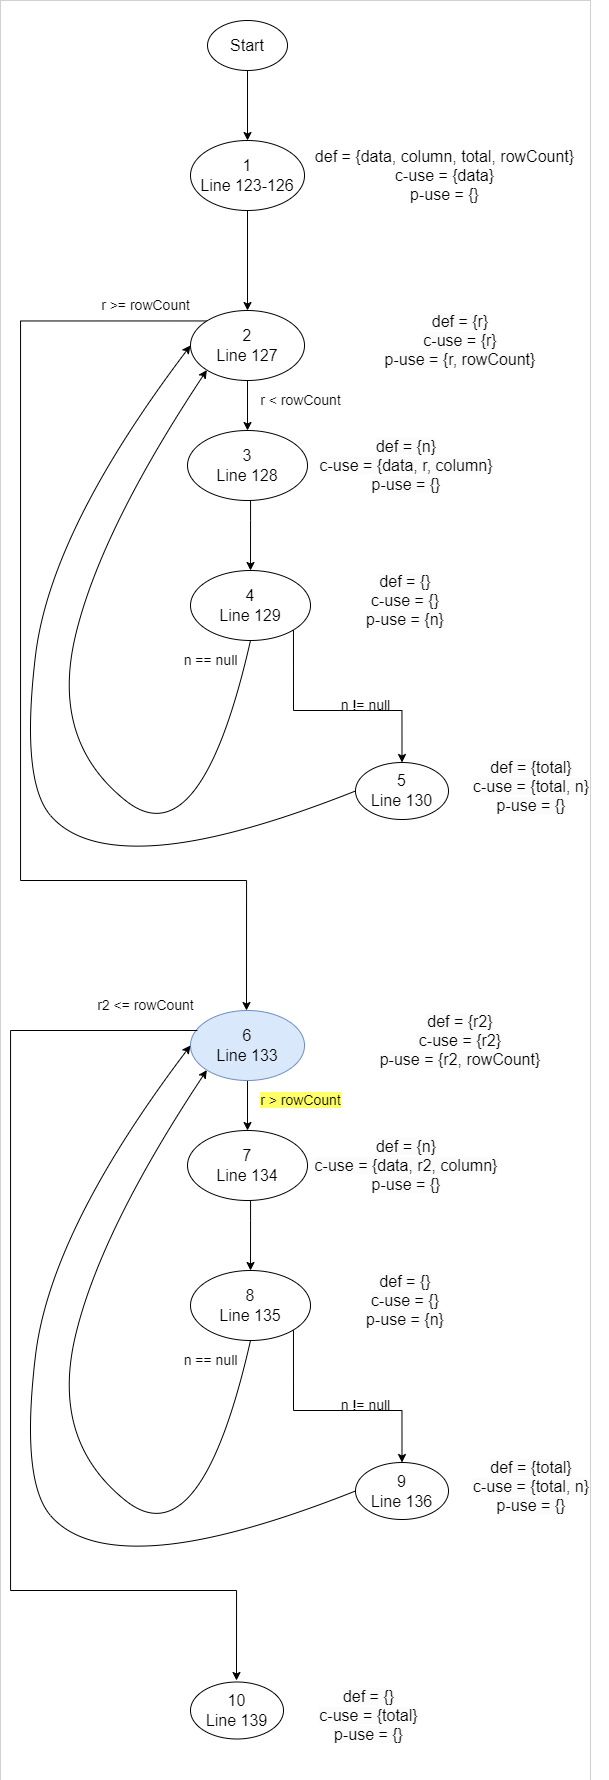 Start
1
Line 123-126
def = {data, column, total, rowCount}
c-use = {data}
p-use = {}
r >= rowCount
2
Line 127
def = {r}
c-use = {r}
p-use = {r, rowCount}
r < rowCount
3
Line 128
def = {n}
c-use = {data, r, column}
p-use = {}
4
Line 129
def = {}
c-use = {}
p-use = {n}
n == null
n != null
5
Line 130
def = {total}
c-use = {total, n}
p-use = {}
r2 <= rowCount
6
Line 133
def = {r2}
c-use = {r2}
p-use = {r2, rowCount}
r > rowCount
7
Line 134
def = {n}
c-use = {data, r2, column}
p-use = {}
8
Line 135
def = {}
c-use = {}
p-use = {n}
n == null
n != null
9
Line 136
def = {total}
c-use = {total, n}
p-use = {}
10
Line 139
def = {}
c-use = {total}
p-use = {}